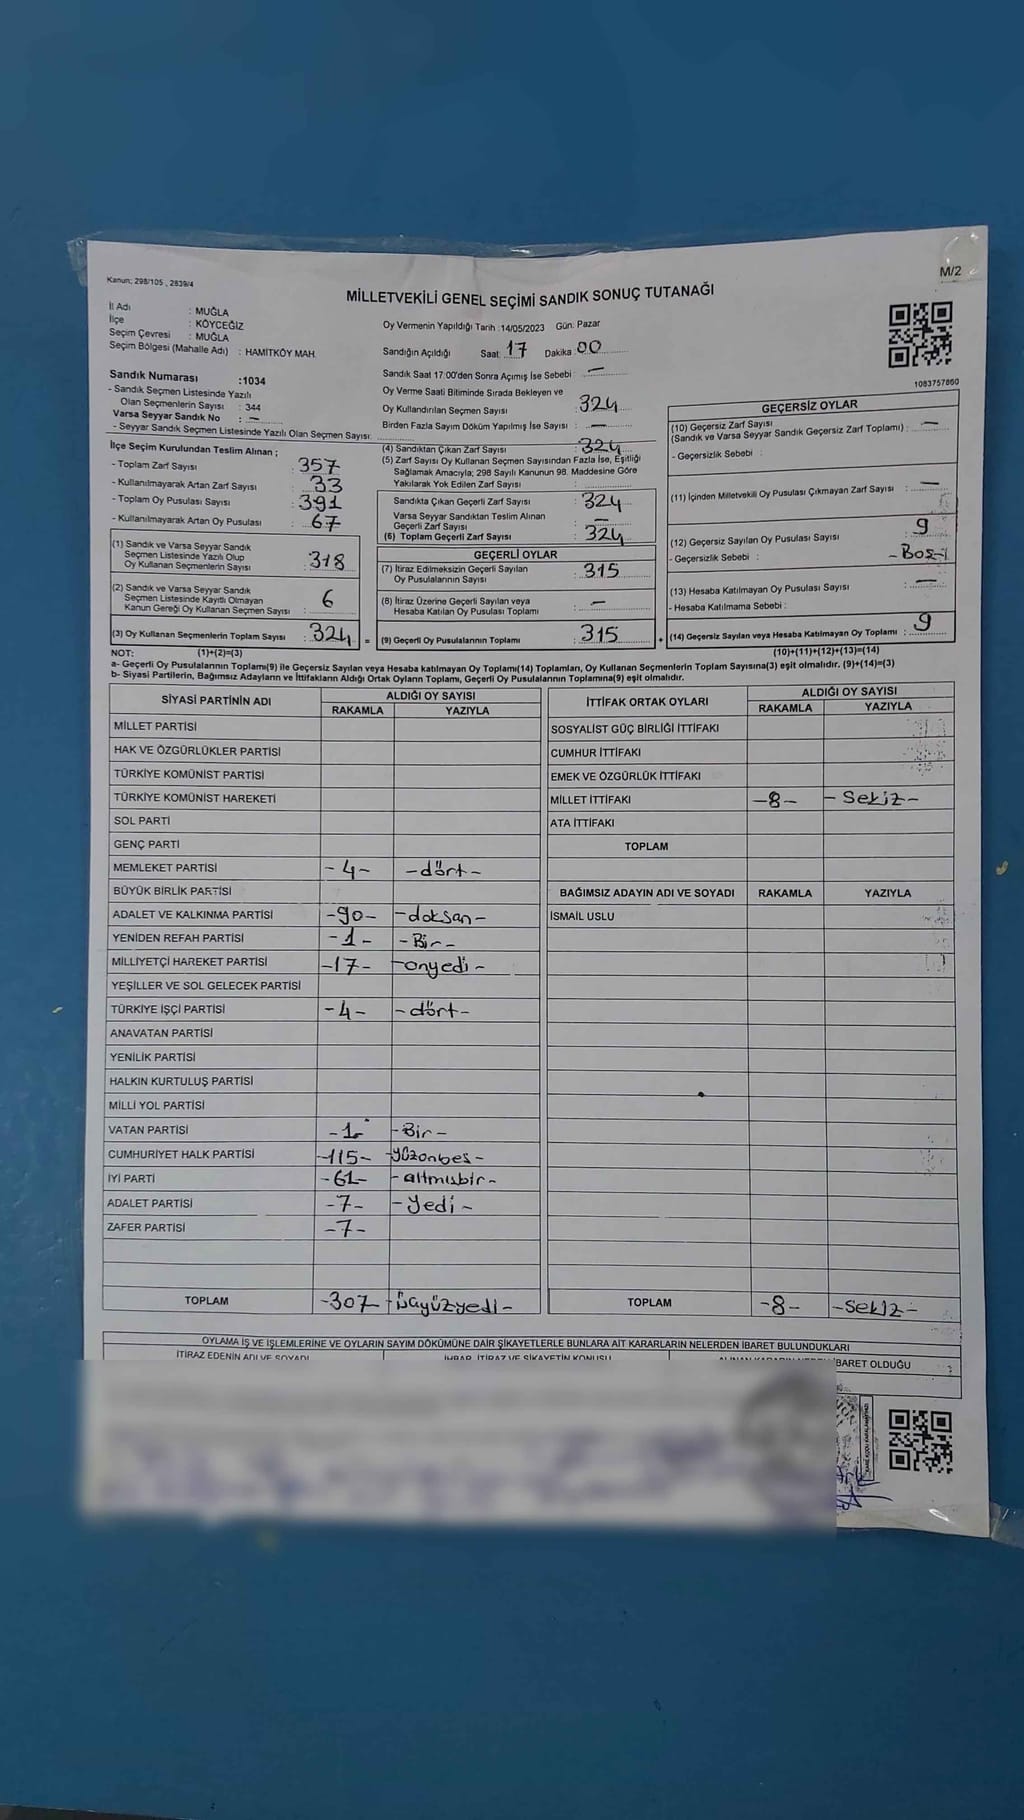 Kanun; 298/105 , 2839/4
M/2
MİLLETVEKİLİ GENEL SEÇİMİ SANDIK SONUÇ TUTANAĞI
İl Adı : MUĞLA
İlçe : KÖYCEĞİZ
Seçim Çevresi : MUĞLA
Seçim Bölgesi (Mahalle Adı) : HAMİTKÖY MAH.
Oy Vermenin Yapıldığı Tarih :14/05/2023 Gün: Pazar
Sandığın Açıldığı Saat: 17 Dakika: 00
1083757860
Sandık Numarası :1034
- Sandık Seçmen Listesinde Yazılı
Olan Seçmenlerin Sayısı : 344
Varsa Seyyar Sandık No : -
- Seyyar Sandık Seçmen Listesinde Yazılı Olan Seçmen Sayısı:
İlçe Seçim Kurulundan Teslim Alınan ;
- Toplam Zarf Sayısı : 357
- Kullanılmayarak Artan Zarf Sayısı : 33
- Toplam Oy Pusulası Sayısı : 391
- Kullanılmayarak Artan Oy Pusulası : 67
(1) Sandık ve Varsa Seyyar Sandık
Seçmen Listesinde Yazılı Olup
Oy Kullanan Seçmenlerin Sayısı : 318
(2) Sandık ve Varsa Seyyar Sandık
Seçmen Listesinde Kayıtlı Olmayan
Kanun Gereği Oy Kullanan Seçmen Sayısı : 6
(3) Oy Kullanan Seçmenlerin Toplam Sayısı : 324 =
Sandık Saat 17:00'den Sonra Açımış İse Sebebi : -
Oy Verme Saati Bitiminde Sırada Bekleyen ve
Oy Kullandırılan Seçmen Sayısı : 324
Birden Fazla Sayım Döküm Yapılmış İse Sayısı : -
(4) Sandıktan Çıkan Zarf Sayısı : 324
(5) Zarf Sayısı Oy Kullanan Seçmen Sayısından Fazla İse, Eşitliği
Sağlamak Amacıyla; 298 Sayılı Kanunun 98. Maddesine Göre
Yakılarak Yok Edilen Zarf Sayısı :
Sandıkta Çıkan Geçerli Zarf Sayısı : 324
Varsa Seyyar Sandıktan Teslim Alınan
Geçerli Zarf Sayısı : -
(6) Toplam Geçerli Zarf Sayısı : 324
GEÇERLİ OYLAR
(7) İtiraz Edilmeksizin Geçerli Sayılan
Oy Pusulalarının Sayısı : 315
(8) İtiraz Üzerine Geçerli Sayılan veya
Hesaba Katılan Oy Pusulası Toplamı : -
(9) Geçerli Oy Pusulalarının Toplamı : 315 +
GEÇERSİZ OYLAR
(10) Geçersiz Zarf Sayısı
(Sandık ve Varsa Seyyar Sandık Geçersiz Zarf Toplamı) : -
- Geçersizlik Sebebi :
(11) İçinden Milletvekili Oy Pusulası Çıkmayan Zarf Sayısı : -
(12) Geçersiz Sayılan Oy Pusulası Sayısı : 9
- Geçersizlik Sebebi :
(13) Hesaba Katılmayan Oy Pusulası Sayısı : -
- Hesaba Katılmama Sebebi :
(14) Geçersiz Sayılan veya Hesaba Katılmayan Oy Toplamı : 9
NOT: (1)+(2)=(3) (10)+(11)+(12)+(13)=(14)
a- Geçerli Oy Pusulalarının Toplamı(9) ile Geçersiz Sayılan veya Hesaba katılmayan Oy Toplamı(14) Toplamları, Oy Kullanan Seçmenlerin Toplam Sayısına(3) eşit olmalıdır. (9)+(14)=(3)
b- Siyasi Partilerin, Bağımsız Adayların ve İttifakların Aldığı Ortak Oyların Toplamı, Geçerli Oy Pusulalarının Toplamına(9) eşit olmalıdır.
SİYASİ PARTİNİN ADI ALDIĞI OY SAYISI
RAKAMLA YAZIYLA
MİLLET PARTİSİ
HAK VE ÖZGÜRLÜKLER PARTİSİ
TÜRKİYE KOMÜNİST PARTİSİ
TÜRKİYE KOMÜNİST HAREKETİ
SOL PARTİ
GENÇ PARTİ
MEMLEKET PARTİSİ -4- -dört-
BÜYÜK BİRLİK PARTİSİ
ADALET VE KALKINMA PARTİSİ -90- -doksan-
YENİDEN REFAH PARTİSİ -1- -Bir-
MİLLİYETÇİ HAREKET PARTİSİ -17- -onyedi-
YEŞİLLER VE SOL GELECEK PARTİSİ
TÜRKİYE İŞÇİ PARTİSİ -4- -dört-
ANAVATAN PARTİSİ
YENİLİK PARTİSİ
HALKIN KURTULUŞ PARTİSİ
MİLLİ YOL PARTİSİ
VATAN PARTİSİ -1- -Bir-
CUMHURİYET HALK PARTİSİ -115- -yüzonbes-
İYİ PARTİ -61- -altmısbir-
ADALET PARTİSİ -7- -Yedi-
ZAFER PARTİSİ -7-
TOPLAM -307- -üçyüzyedi-
İTTİFAK ORTAK OYLARI ALDIĞI OY SAYISI
RAKAMLA YAZIYLA
SOSYALİST GÜÇ BİRLİĞİ İTTİFAKI
CUMHUR İTTİFAKI
EMEK VE ÖZGÜRLÜK İTTİFAKI
MİLLET İTTİFAKI -8- -Sekiz-
ATA İTTİFAKI
TOPLAM
BAĞIMSIZ ADAYIN ADI VE SOYADI RAKAMLA YAZIYLA
İSMAİL USLU
TOPLAM -8- -sekiz-
OYLAMA İŞ VE İŞLEMLERİNE VE OYLARIN SAYIM DÖKÜMÜNE DAİR ŞİKAYETLERLE BUNLARA AİT KARARLARIN NELERDEN İBARET BULUNDUKLARI
İTİRAZ EDENİN ADI VE SOYADI İHBAR, İTİRAZ VE ŞİKAYETİN KONUSU İBARET OLDUĞU